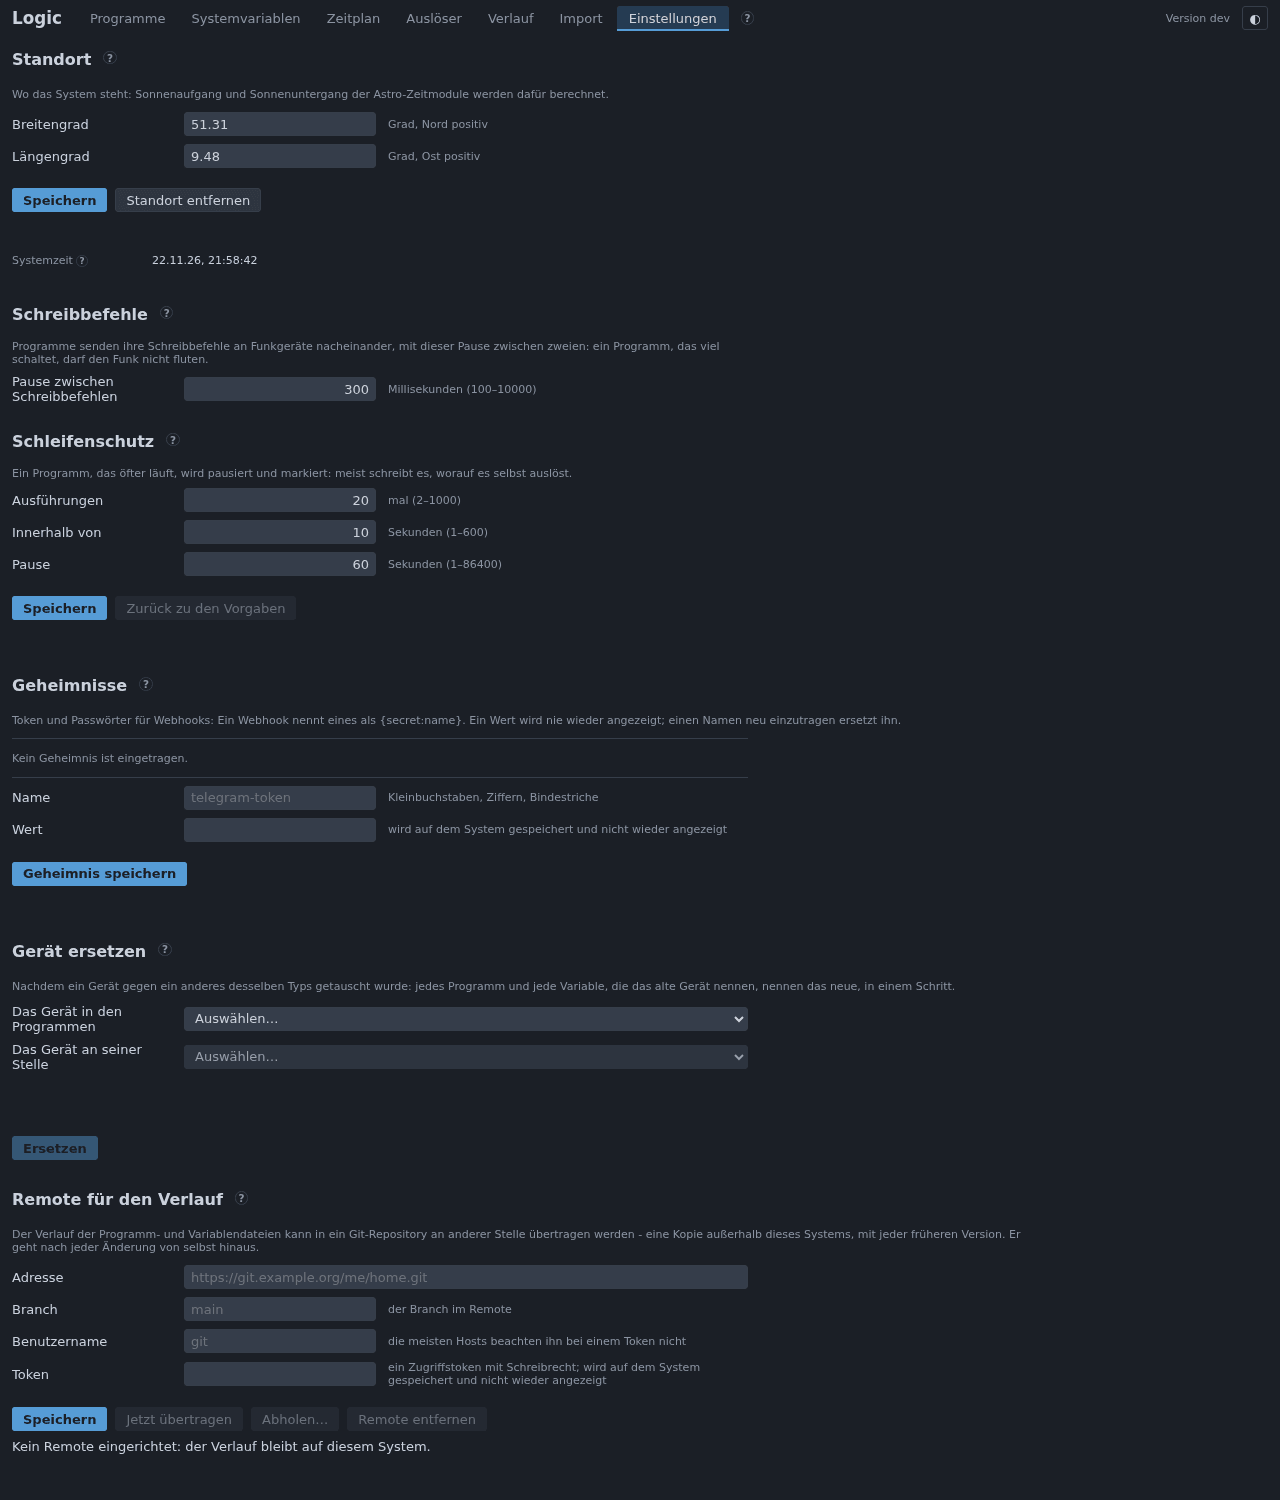 Logic Programme Systemvariablen Zeitplan Auslöser Verlauf Import Einstellungen ? Version dev
Standort ?
Wo das System steht: Sonnenaufgang und Sonnenuntergang der Astro-Zeitmodule werden dafür berechnet.
Breitengrad 51.31 Grad, Nord positiv
Längengrad 9.48 Grad, Ost positiv
Speichern Standort entfernen
Systemzeit ? 22.11.26, 21:58:42
Schreibbefehle ?
Programme senden ihre Schreibbefehle an Funkgeräte nacheinander, mit dieser Pause zwischen zweien: ein Programm, das viel
schaltet, darf den Funk nicht fluten.
Pause zwischen
Schreibbefehlen 300 Millisekunden (100–10000)
Schleifenschutz ?
Ein Programm, das öfter läuft, wird pausiert und markiert: meist schreibt es, worauf es selbst auslöst.
Ausführungen 20 mal (2–1000)
Innerhalb von 10 Sekunden (1–600)
Pause 60 Sekunden (1–86400)
Speichern Zurück zu den Vorgaben
Geheimnisse ?
Token und Passwörter für Webhooks: Ein Webhook nennt eines als {secret:name}. Ein Wert wird nie wieder angezeigt; einen Namen neu einzutragen ersetzt ihn.
Kein Geheimnis ist eingetragen.
Name telegram-token Kleinbuchstaben, Ziffern, Bindestriche
Wert wird auf dem System gespeichert und nicht wieder angezeigt
Geheimnis speichern
Gerät ersetzen ?
Nachdem ein Gerät gegen ein anderes desselben Typs getauscht wurde: jedes Programm und jede Variable, die das alte Gerät nennen, nennen das neue, in einem Schritt.
Das Gerät in den
Programmen Auswählen…
Das Gerät an seiner
Stelle Auswählen…
Ersetzen
Remote für den Verlauf ?
Der Verlauf der Programm- und Variablendateien kann in ein Git-Repository an anderer Stelle übertragen werden - eine Kopie außerhalb dieses Systems, mit jeder früheren Version. Er
geht nach jeder Änderung von selbst hinaus.
Adresse https://git.example.org/me/home.git
Branch main der Branch im Remote
Benutzername git die meisten Hosts beachten ihn bei einem Token nicht
Token ein Zugriffstoken mit Schreibrecht; wird auf dem System
gespeichert und nicht wieder angezeigt
Speichern Jetzt übertragen Abholen… Remote entfernen
Kein Remote eingerichtet: der Verlauf bleibt auf diesem System.